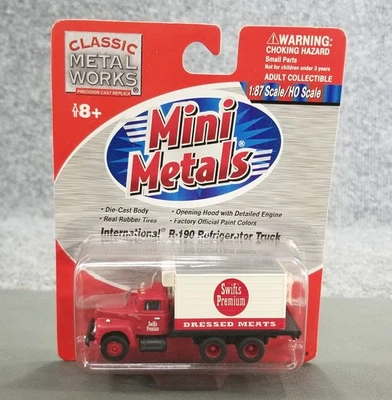 CLASSIC
METAL
WORKS®
PRECISION CAST REPLICA
⚠WARNING:
CHOKING HAZARD
Small Parts
Not for children under 3 years
ADULT COLLECTIBLE
1:87 Scale/HO Scale
8+
Mini
Metals®
• Die-Cast Body
• Opening Hood with Detailed Engine
• Real Rubber Tires
• Factory Official Paint Colors
International® R-190 Refrigerator Truck
Swift's
Premium
Swift's
Premium
DRESSED MEATS